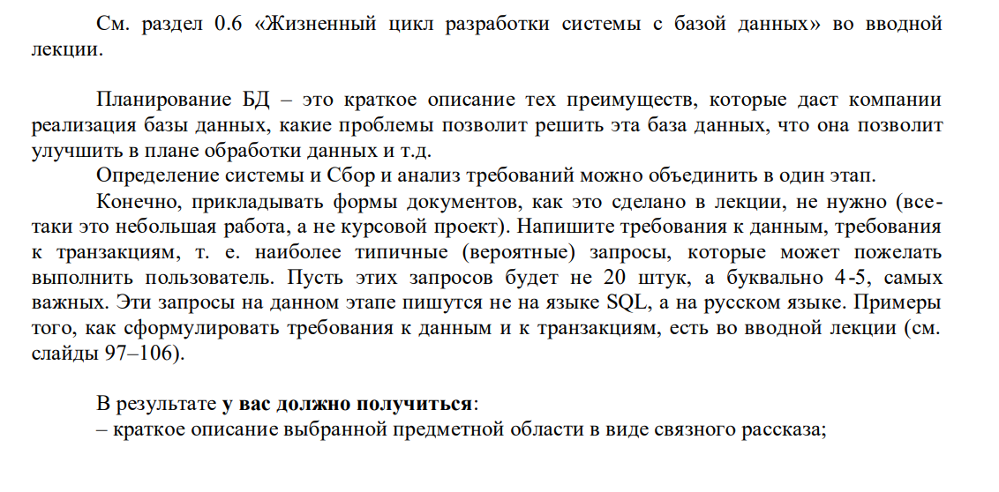 См. раздел 0.6 «Жизненный цикл разработки системы с базой данных» во вводной
лекции.
Планирование БД – это краткое описание тех преимуществ, которые даст компании
реализация базы данных, какие проблемы позволит решить эта база данных, что она позволит
улучшить в плане обработки данных и т.д.
Определение системы и Сбор и анализ требований можно объединить в один этап.
Конечно, прикладывать формы документов, как это сделано в лекции, не нужно (все-
таки это небольшая работа, а не курсовой проект). Напишите требования к данным, требования
к транзакциям, т. е. наиболее типичные (вероятные) запросы, которые может пожелать
выполнить пользователь. Пусть этих запросов будет не 20 штук, а буквально 4-5, самых
важных. Эти запросы на данном этапе пишутся не на языке SQL, а на русском языке. Примеры
того, как сформулировать требования к данным и к транзакциям, есть во вводной лекции (см.
слайды 97–106).
В результате у вас должно получиться:
– краткое описание выбранной предметной области в виде связного рассказа;